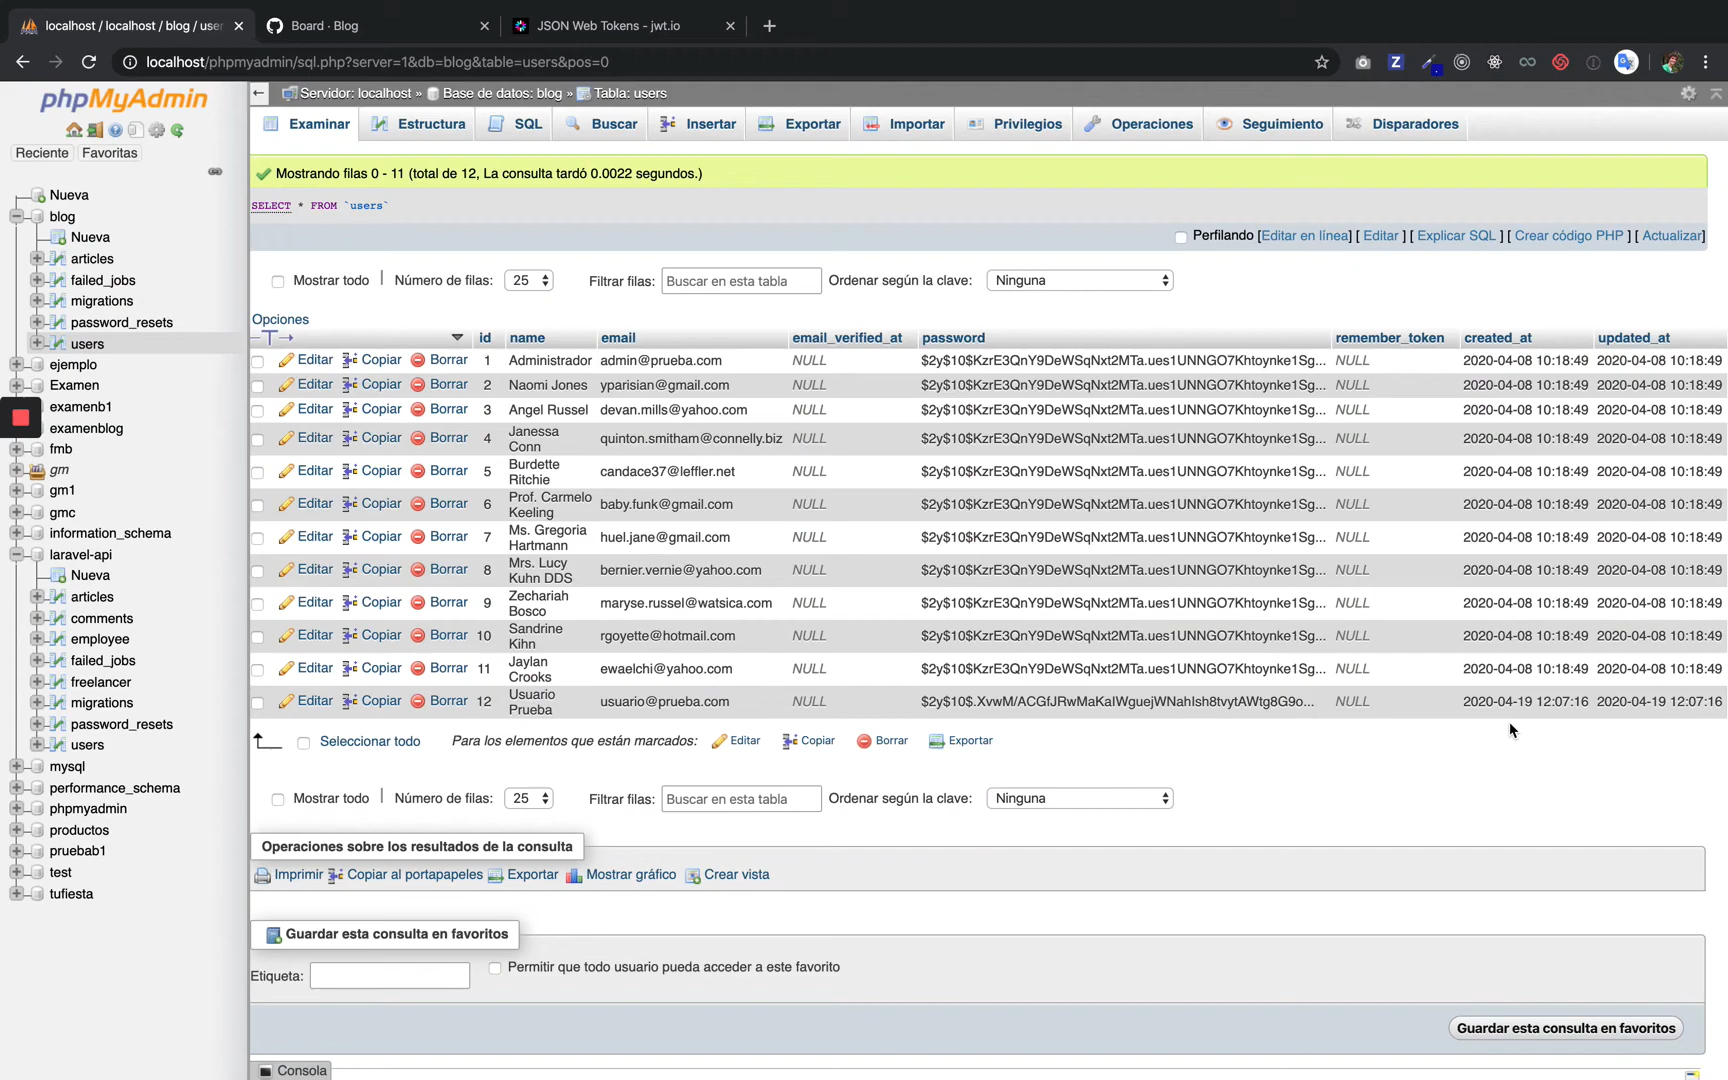 localhost / localhost / blog / use
Board · Blog
JSON Web Tokens - jwt.io
localhost/phpmyadmin/sql.php?server=1&db=blog&table=users&pos=0
phpMyAdmin
Reciente Favoritas
Nueva
blog
Nueva
articles
failed_jobs
migrations
password_resets
users
ejemplo
Examen
examenb1
examenblog
fmb
gm
gm1
gmc
information_schema
laravel-api
Nueva
articles
comments
employee
failed_jobs
freelancer
migrations
password_resets
users
mysql
performance_schema
phpmyadmin
productos
pruebab1
test
tufiesta
Servidor: localhost » Base de datos: blog » Tabla: users
Examinar Estructura SQL Buscar Insertar Exportar Importar Privilegios Operaciones Seguimiento Disparadores
Mostrando filas 0 - 11 (total de 12, La consulta tardó 0.0022 segundos.)
SELECT * FROM `users`
Perfilando [Editar en línea] [ Editar ] [ Explicar SQL ] [ Crear código PHP ] [ Actualizar]
Mostrar todo | Número de filas: 25 Filtrar filas: Buscar en esta tabla Ordenar según la clave: Ninguna
Opciones
id name email email_verified_at password remember_token created_at updated_at
Editar Copiar Borrar 1 Administrador admin@prueba.com NULL $2y$10$KzrE3QnY9DeWSqNxt2MTa.ues1UNNGO7Khtoynke1Sg... NULL 2020-04-08 10:18:49 2020-04-08 10:18:49
Editar Copiar Borrar 2 Naomi Jones yparisian@gmail.com NULL $2y$10$KzrE3QnY9DeWSqNxt2MTa.ues1UNNGO7Khtoynke1Sg... NULL 2020-04-08 10:18:49 2020-04-08 10:18:49
Editar Copiar Borrar 3 Angel Russel devan.mills@yahoo.com NULL $2y$10$KzrE3QnY9DeWSqNxt2MTa.ues1UNNGO7Khtoynke1Sg... NULL 2020-04-08 10:18:49 2020-04-08 10:18:49
Editar Copiar Borrar 4 Janessa Conn quinton.smitham@connelly.biz NULL $2y$10$KzrE3QnY9DeWSqNxt2MTa.ues1UNNGO7Khtoynke1Sg... NULL 2020-04-08 10:18:49 2020-04-08 10:18:49
Editar Copiar Borrar 5 Burdette Ritchie candace37@leffler.net NULL $2y$10$KzrE3QnY9DeWSqNxt2MTa.ues1UNNGO7Khtoynke1Sg... NULL 2020-04-08 10:18:49 2020-04-08 10:18:49
Editar Copiar Borrar 6 Prof. Carmelo Keeling baby.funk@gmail.com NULL $2y$10$KzrE3QnY9DeWSqNxt2MTa.ues1UNNGO7Khtoynke1Sg... NULL 2020-04-08 10:18:49 2020-04-08 10:18:49
Editar Copiar Borrar 7 Ms. Gregoria Hartmann huel.jane@gmail.com NULL $2y$10$KzrE3QnY9DeWSqNxt2MTa.ues1UNNGO7Khtoynke1Sg... NULL 2020-04-08 10:18:49 2020-04-08 10:18:49
Editar Copiar Borrar 8 Mrs. Lucy Kuhn DDS bernier.vernie@yahoo.com NULL $2y$10$KzrE3QnY9DeWSqNxt2MTa.ues1UNNGO7Khtoynke1Sg... NULL 2020-04-08 10:18:49 2020-04-08 10:18:49
Editar Copiar Borrar 9 Zechariah Bosco maryse.russel@watsica.com NULL $2y$10$KzrE3QnY9DeWSqNxt2MTa.ues1UNNGO7Khtoynke1Sg... NULL 2020-04-08 10:18:49 2020-04-08 10:18:49
Editar Copiar Borrar 10 Sandrine Kihn rgoyette@hotmail.com NULL $2y$10$KzrE3QnY9DeWSqNxt2MTa.ues1UNNGO7Khtoynke1Sg... NULL 2020-04-08 10:18:49 2020-04-08 10:18:49
Editar Copiar Borrar 11 Jaylan Crooks ewaelchi@yahoo.com NULL $2y$10$KzrE3QnY9DeWSqNxt2MTa.ues1UNNGO7Khtoynke1Sg... NULL 2020-04-08 10:18:49 2020-04-08 10:18:49
Editar Copiar Borrar 12 Usuario Prueba usuario@prueba.com NULL $2y$10$.XvwM/ACGfJRwMaKaIWguejWNahIsh8tvytAWtg8G9o... NULL 2020-04-19 12:07:16 2020-04-19 12:07:16
Seleccionar todo Para los elementos que están marcados: Editar Copiar Borrar Exportar
Mostrar todo | Número de filas: 25 Filtrar filas: Buscar en esta tabla Ordenar según la clave: Ninguna
Operaciones sobre los resultados de la consulta
Imprimir Copiar al portapapeles Exportar Mostrar gráfico Crear vista
Guardar esta consulta en favoritos
Etiqueta: Permitir que todo usuario pueda acceder a este favorito
Guardar esta consulta en favoritos
Consola